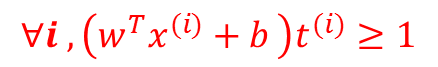 ∀i ,(wᵀx⁽ⁱ⁾ + b )t⁽ⁱ⁾ ≥ 1